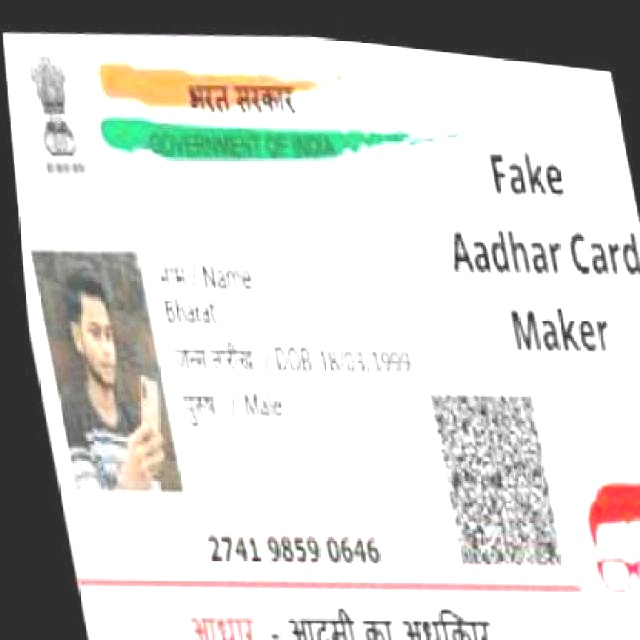 भारत सरकार
GOVERNMENT OF INDIA
Fake
Aadhar Card
Maker
नाम / Name
Bharat
जन्म तारीख / DOB 18/03/1999
पुरुष / Male
2741 9859 0646
आधार - आदमी का अधिकार